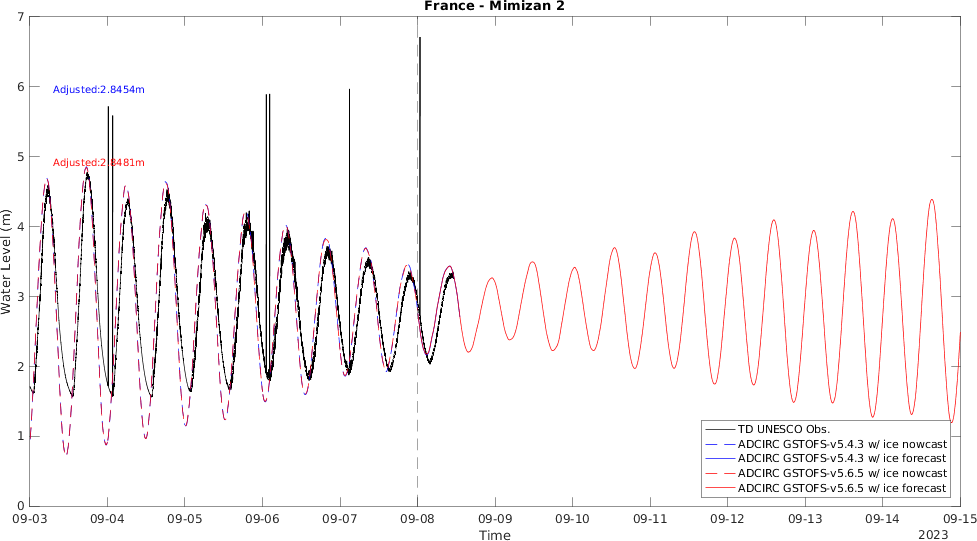 France - Mimizan 2
7
6
5
4
3
2
1
0
Water Level (m)
Adjusted:2.8454m
Adjusted:2.8481m
TD UNESCO Obs.
ADCIRC GSTOFS-v5.4.3 w/ ice nowcast
ADCIRC GSTOFS-v5.4.3 w/ ice forecast
ADCIRC GSTOFS-v5.6.5 w/ ice nowcast
ADCIRC GSTOFS-v5.6.5 w/ ice forecast
09-03 09-04 09-05 09-06 09-07 09-08 09-09 09-10 09-11 09-12 09-13 09-14 09-15
Time
2023